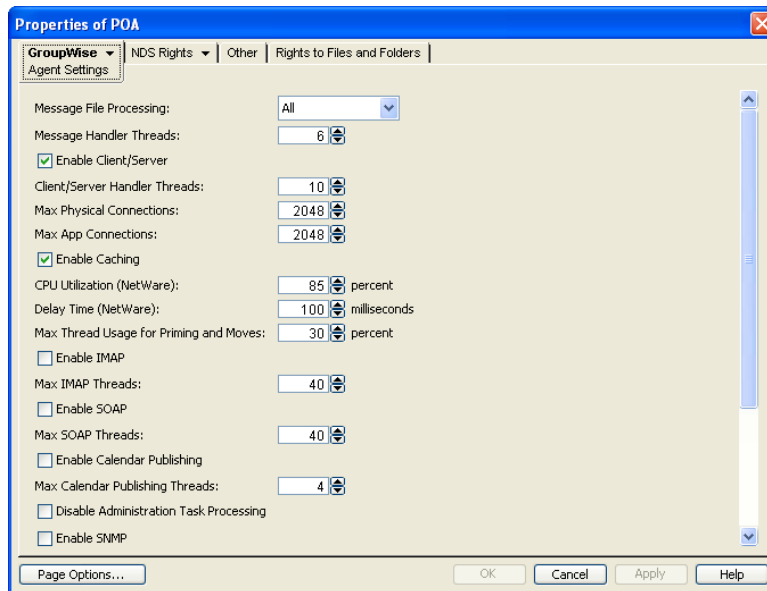 Properties of POA
GroupWise NDS Rights Other Rights to Files and Folders
Agent Settings
Message File Processing: All
Message Handler Threads: 6
Enable Client/Server
Client/Server Handler Threads: 10
Max Physical Connections: 2048
Max App Connections: 2048
Enable Caching
CPU Utilization (NetWare): 85 percent
Delay Time (NetWare): 100 milliseconds
Max Thread Usage for Priming and Moves: 30 percent
Enable IMAP
Max IMAP Threads: 40
Enable SOAP
Max SOAP Threads: 40
Enable Calendar Publishing
Max Calendar Publishing Threads: 4
Disable Administration Task Processing
Enable SNMP
Page Options... OK Cancel Apply Help